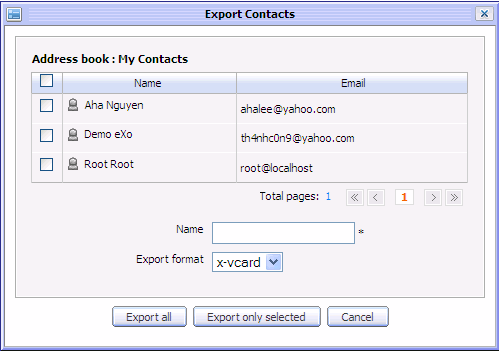 Export Contacts
Address book : My Contacts
Name Email
Aha Nguyen ahalee@yahoo.com
Demo eXo th4nhc0n9@yahoo.com
Root Root root@localhost
Total pages: 1 1
Name *
Export format x-vcard
Export all Export only selected Cancel